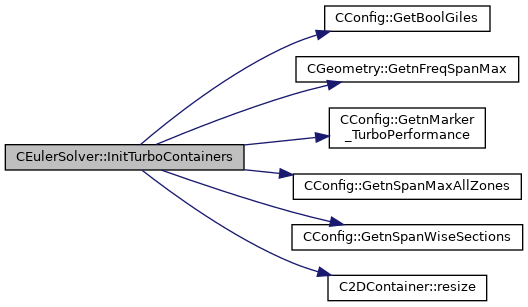 CConfig::GetBoolGiles
CGeometry::GetnFreqSpanMax
CConfig::GetnMarker
_TurboPerformance
CEulerSolver::InitTurboContainers
CConfig::GetnSpanMaxAllZones
CConfig::GetnSpanWiseSections
C2DContainer::resize